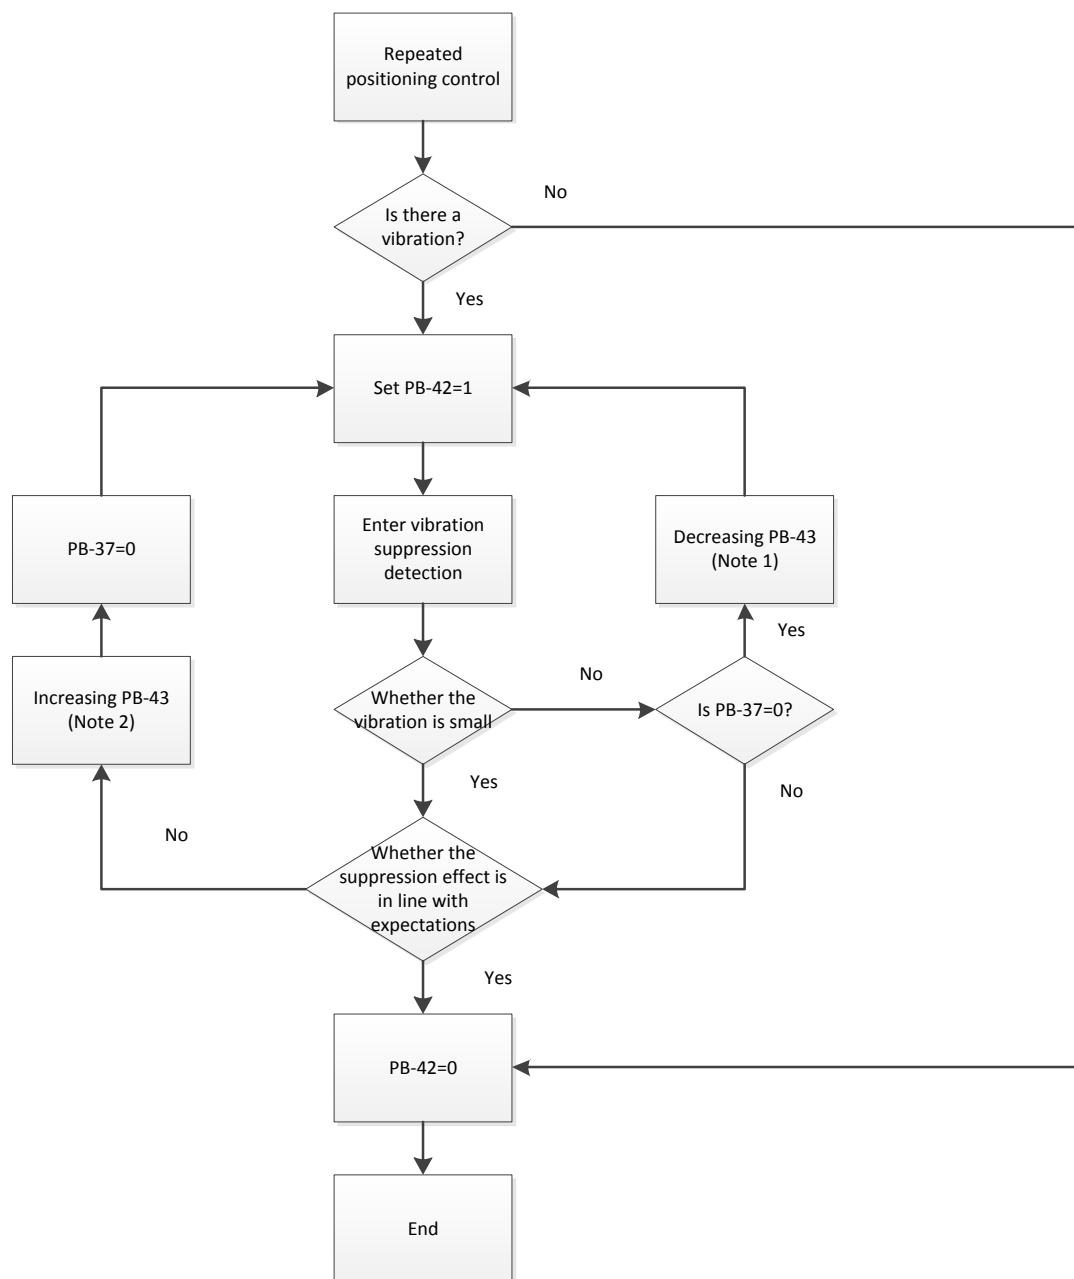 Repeated
positioning control
No
Is there a
vibration?
Yes
Set PB-42=1
PB-37=0
Enter vibration
suppression
detection
Decreasing PB-43
(Note 1)
Yes
Increasing PB-43
(Note 2)
Whether the
vibration is small
No
Is PB-37=0?
Yes
No
No
Whether the
suppression effect is
in line with
expectations
Yes
PB-42=0
End